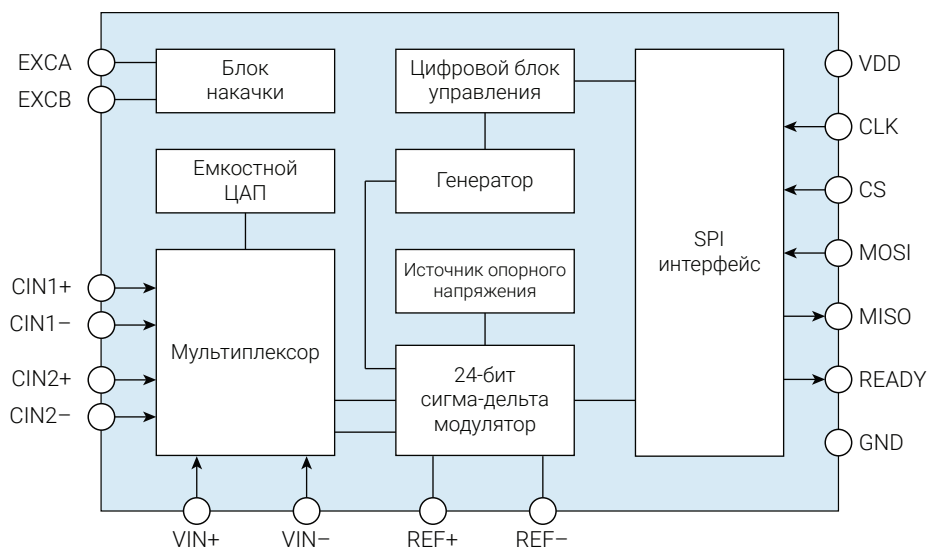 EXCA
EXCB
Блок
накачки
Цифровой блок
управления
VDD
CLK
Емкостной
ЦАП
Генератор
CS
SPI
интерфейс
MOSI
Источник опорного
напряжения
CIN1+
CIN1–
MISO
Мультиплексор
24-бит
сигма-дельта
модулятор
CIN2+
CIN2–
READY
GND
VIN+
VIN–
REF+
REF–